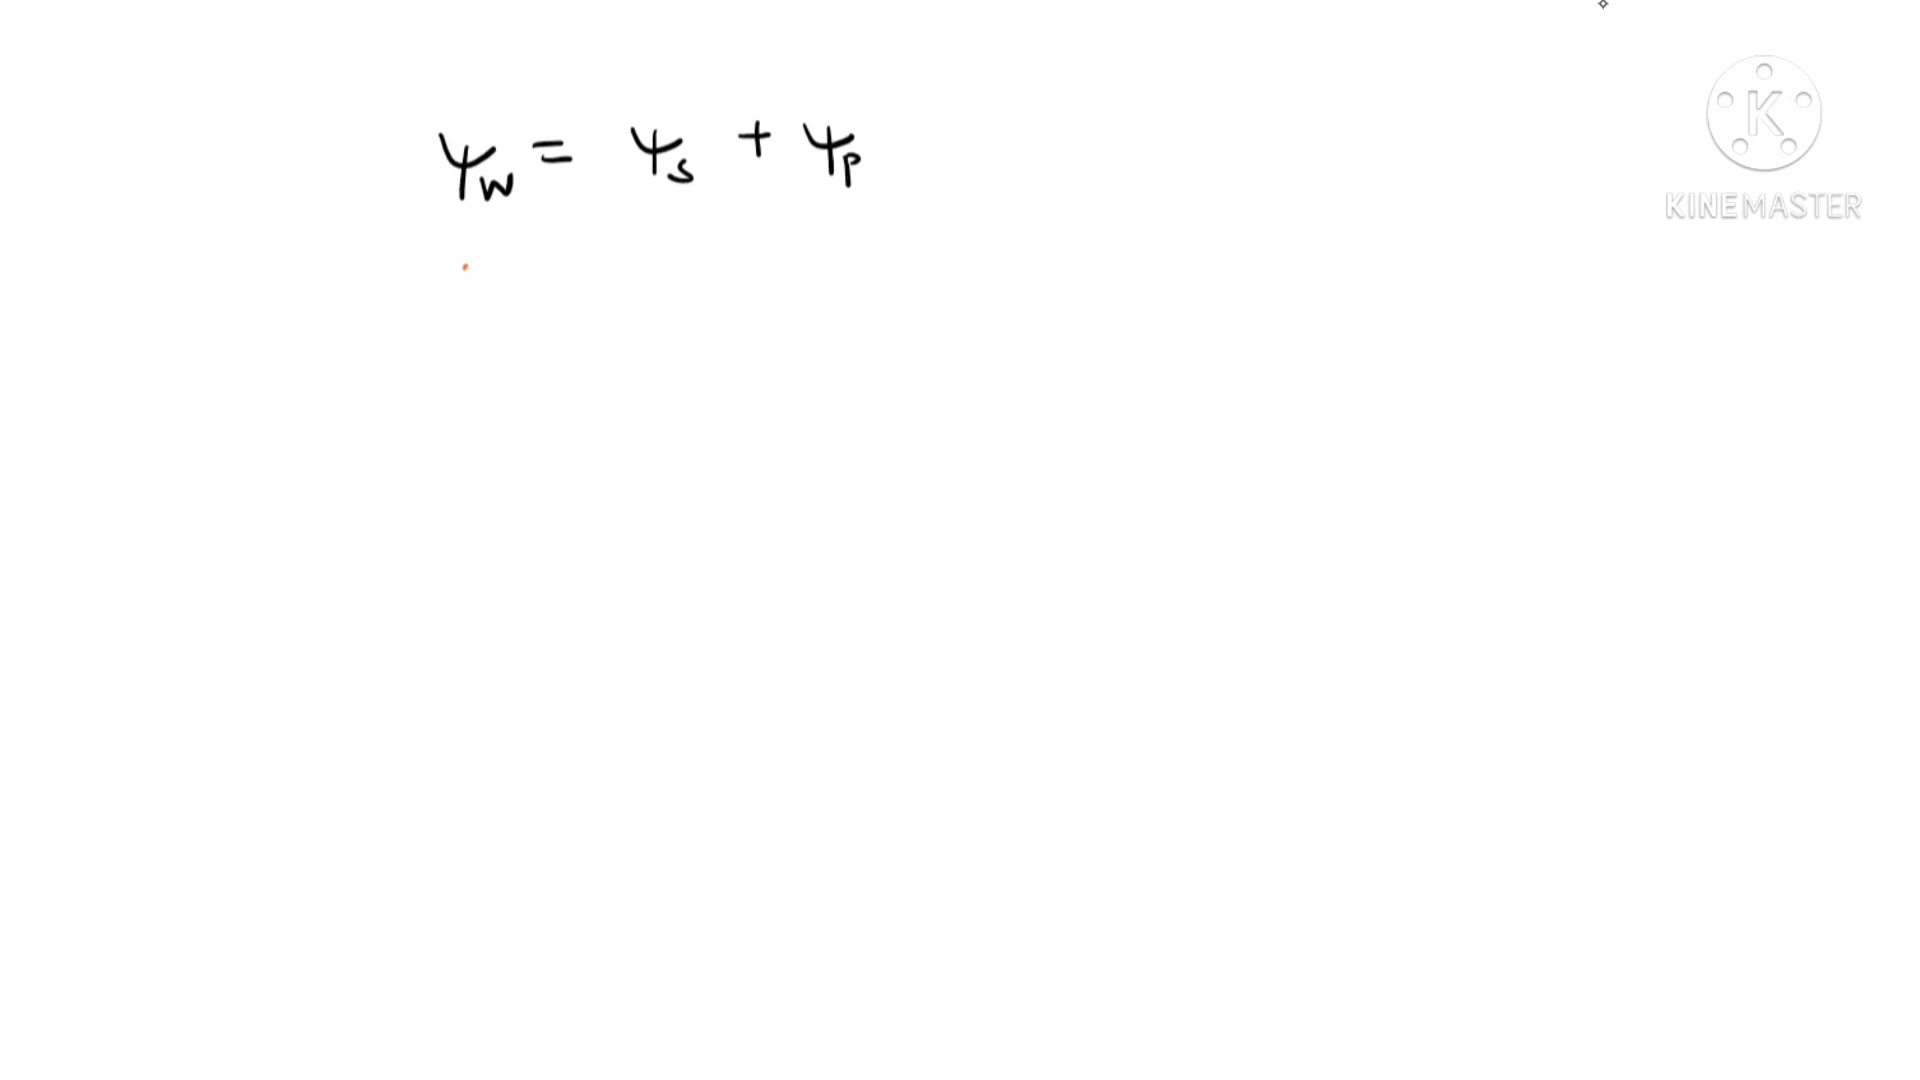 Ψw = Ψs + Ψp
K
KINEMASTER